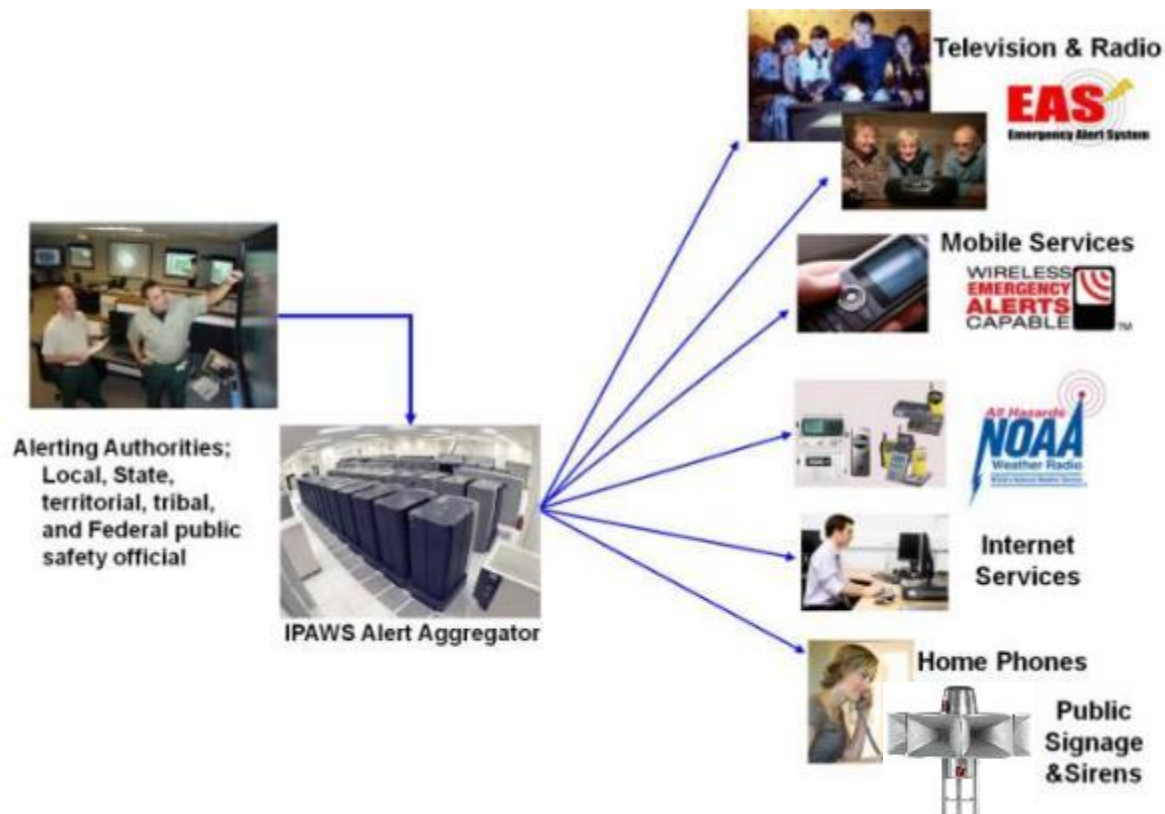 Television & Radio
EAS
Emergency Alert System
Mobile Services
WIRELESS
EMERGENCY
ALERTS
CAPABLE
TM
Alerting Authorities;
Local, State,
territorial, tribal,
and Federal public
safety official
IPAWS Alert Aggregator
All Hazards
NOAA
Weather Radio
Internet
Services
Home Phones
Public
Signage
&Sirens